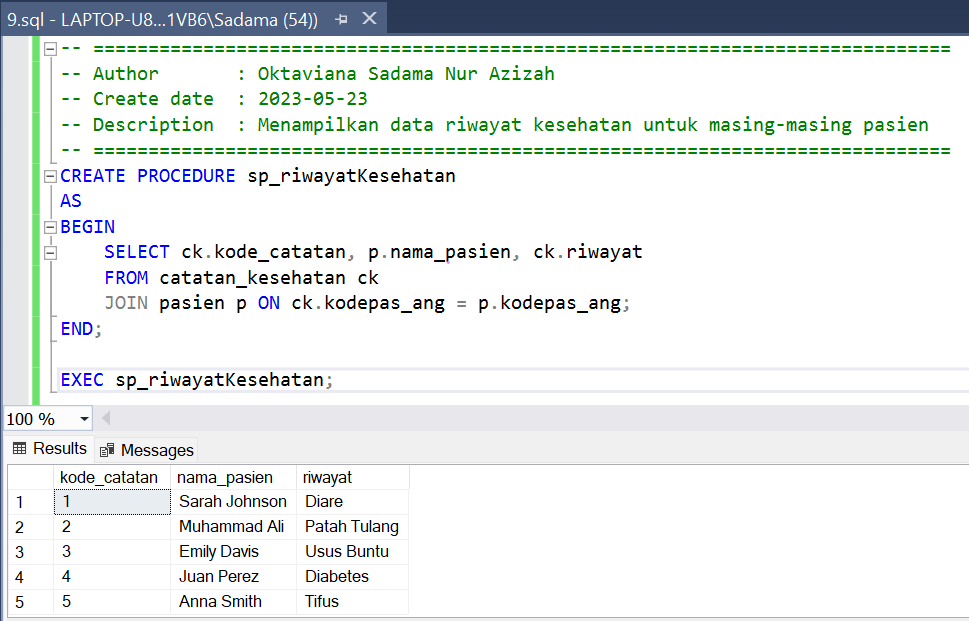 9.sql - LAPTOP-U8...1VB6\Sadama (54))
-- ==============================================================================
-- Author       : Oktaviana Sadama Nur Azizah
-- Create date  : 2023-05-23
-- Description  : Menampilkan data riwayat kesehatan untuk masing-masing pasien
-- ==============================================================================
CREATE PROCEDURE sp_riwayatKesehatan
AS
BEGIN
    SELECT ck.kode_catatan, p.nama_pasien, ck.riwayat
    FROM catatan_kesehatan ck
    JOIN pasien p ON ck.kodepas_ang = p.kodepas_ang;
END;
EXEC sp_riwayatKesehatan;
100 %
Results Messages
kode_catatan nama_pasien riwayat
1 1 Sarah Johnson Diare
2 2 Muhammad Ali Patah Tulang
3 3 Emily Davis Usus Buntu
4 4 Juan Perez Diabetes
5 5 Anna Smith Tifus